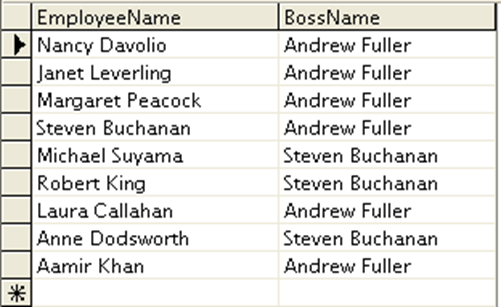 EmployeeName BossName
Nancy Davolio Andrew Fuller
Janet Leverling Andrew Fuller
Margaret Peacock Andrew Fuller
Steven Buchanan Andrew Fuller
Michael Suyama Steven Buchanan
Robert King Steven Buchanan
Laura Callahan Andrew Fuller
Anne Dodsworth Steven Buchanan
Aamir Khan Andrew Fuller